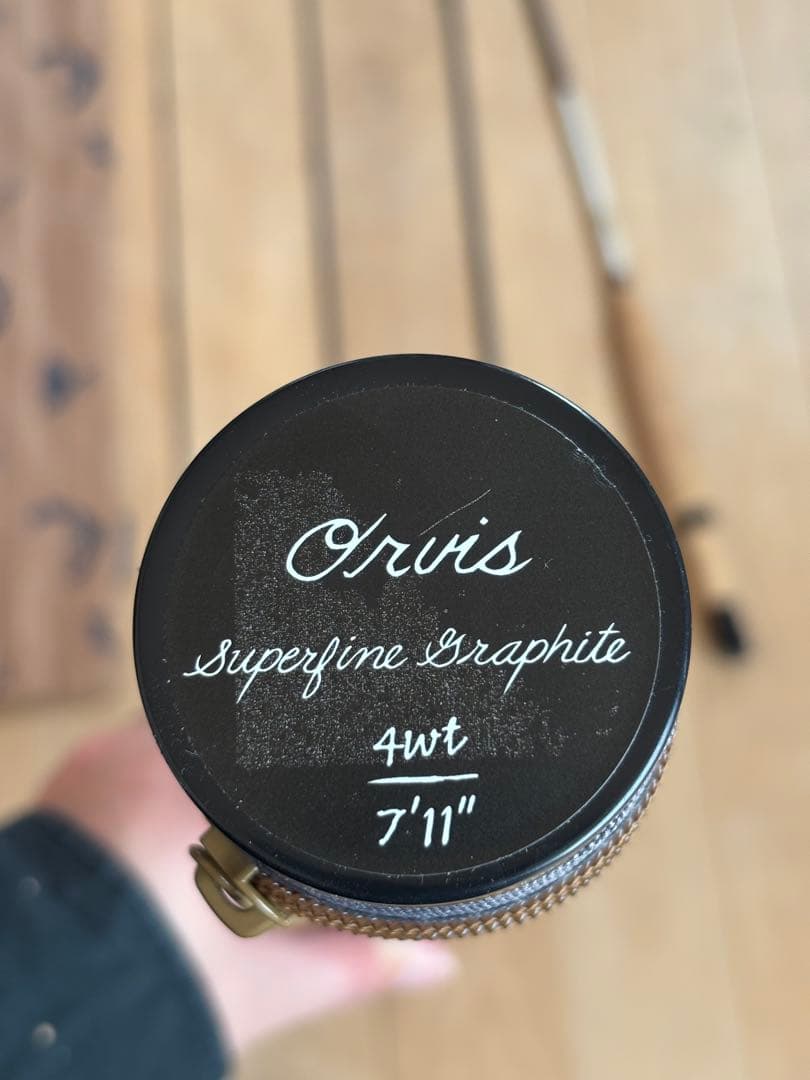 Orvis
Superfine Graphite
4wt
7'11"